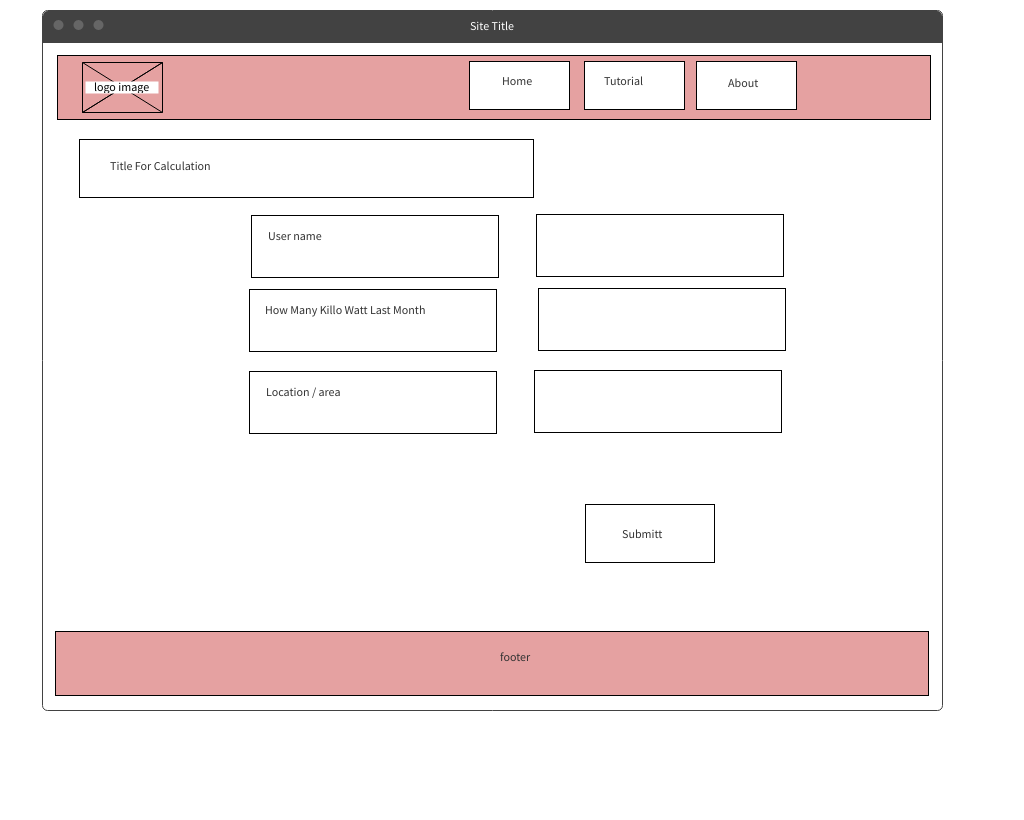 Site Title
logo image
Home
Tutorial
About
Title For Calculation
User name
How Many Killo Watt Last Month
Location / area
Submitt
footer